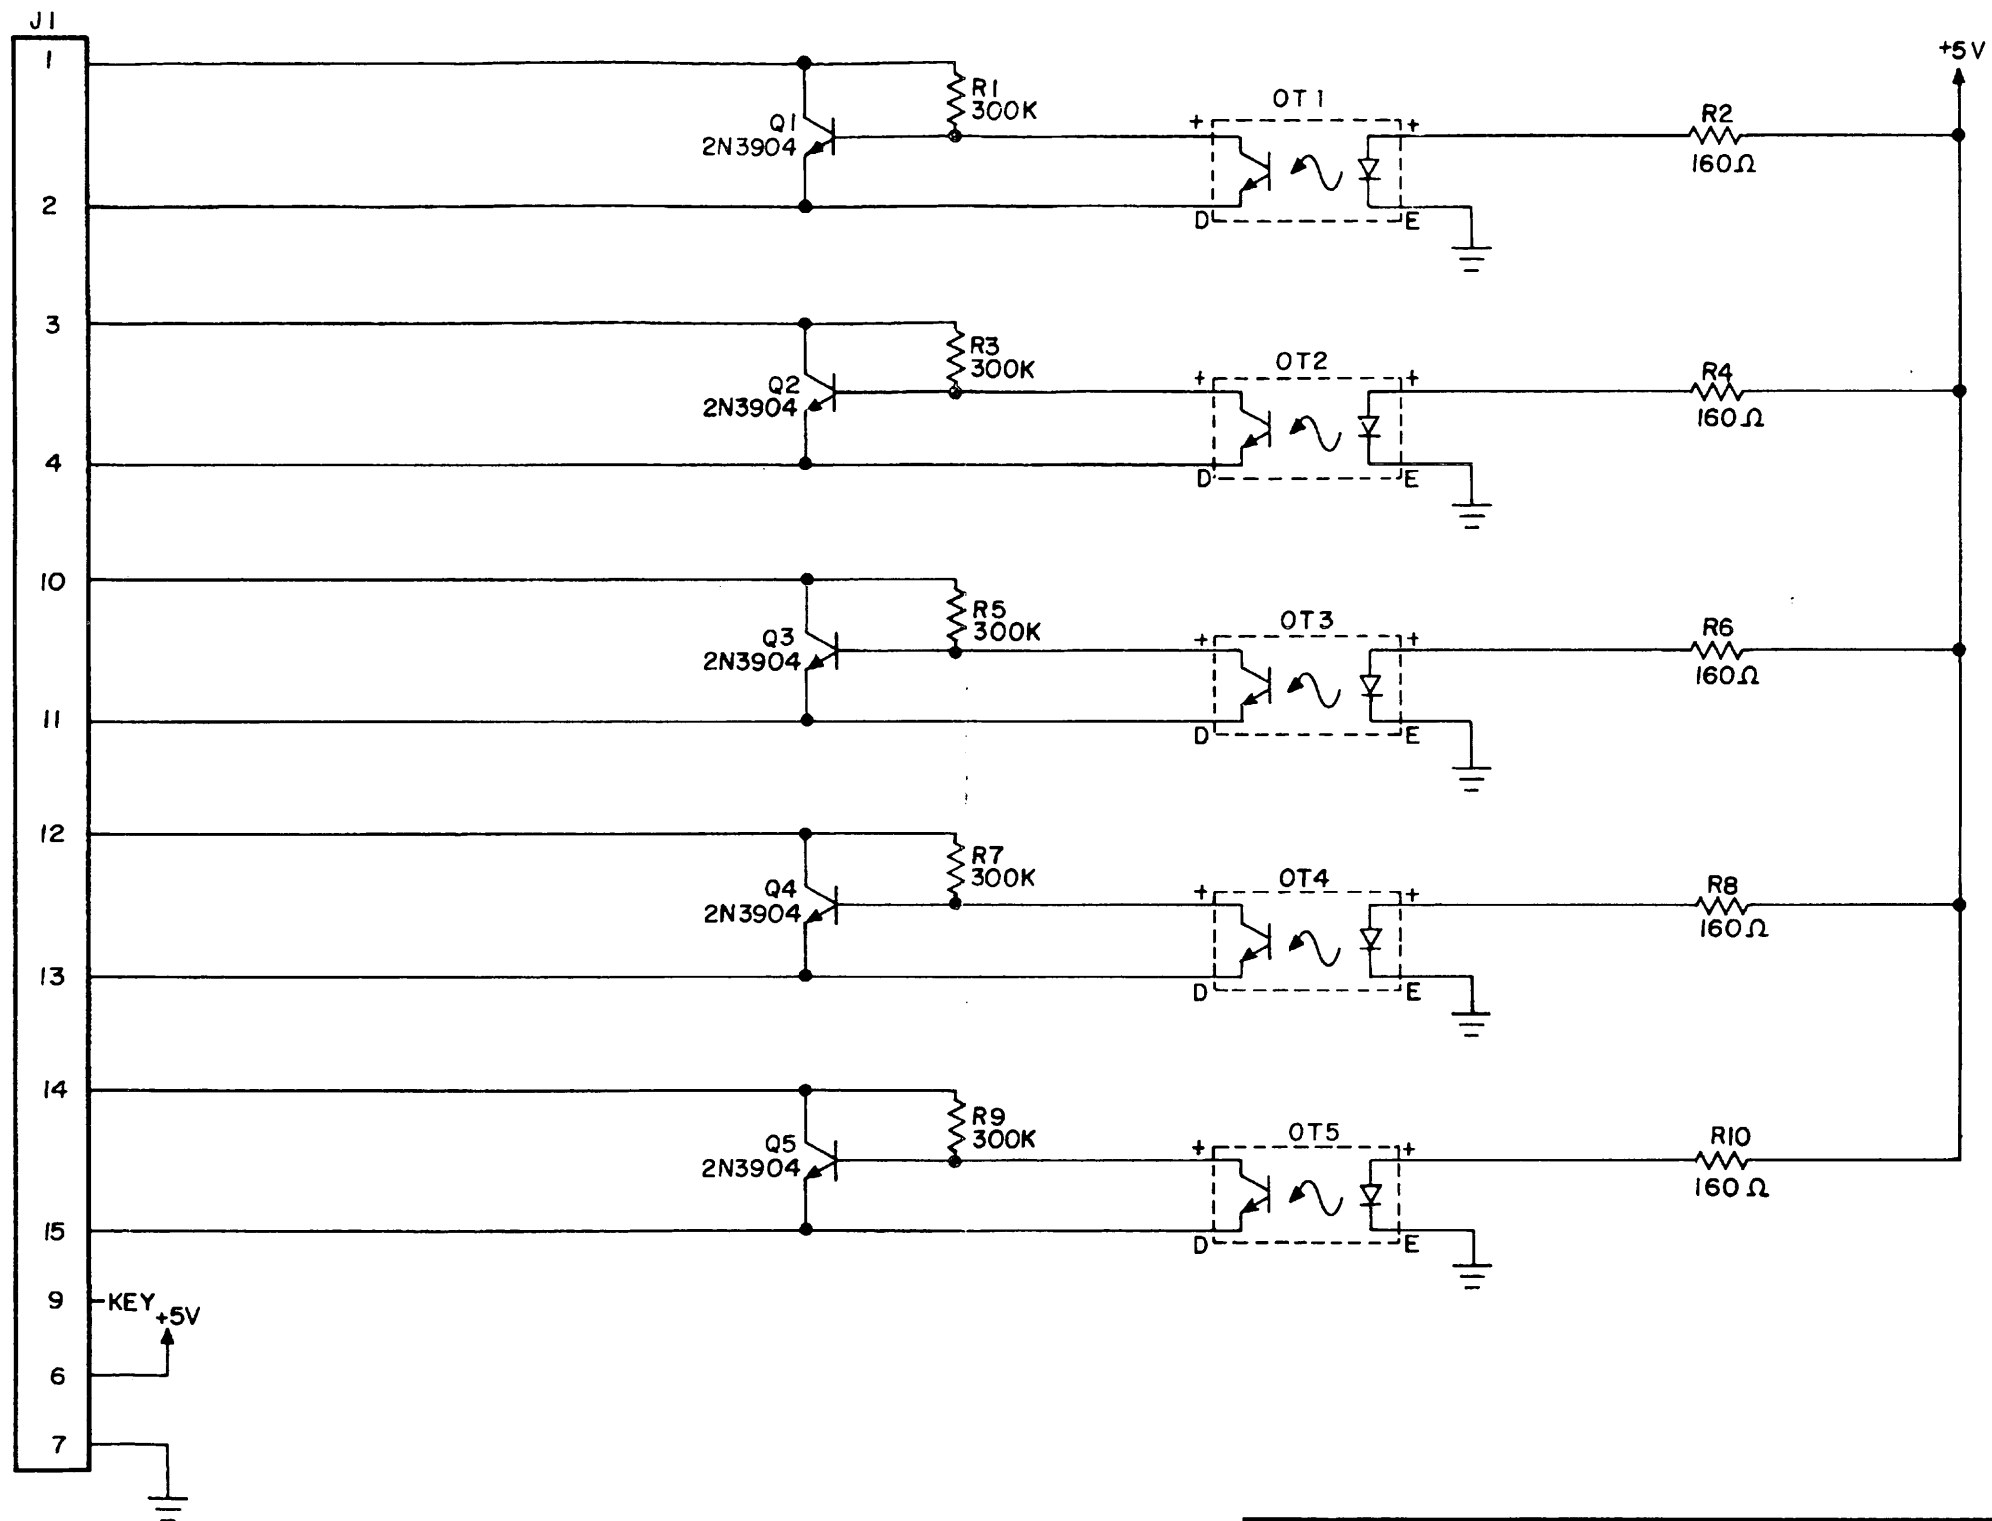 J1
1
+5V
R1
300K
OT1
R2
160Ω
Q1
2N3904
+
+
2
D
E
3
R3
300K
OT2
R4
160Ω
Q2
2N3904
+
+
4
D
E
10
R5
300K
OT3
R6
160Ω
Q3
2N3904
+
+
11
D
E
12
R7
300K
OT4
R8
160Ω
Q4
2N3904
+
+
13
D
E
14
R9
300K
OT5
R10
160Ω
Q5
2N3904
+
+
15
D
E
9
KEY
+5V
6
7